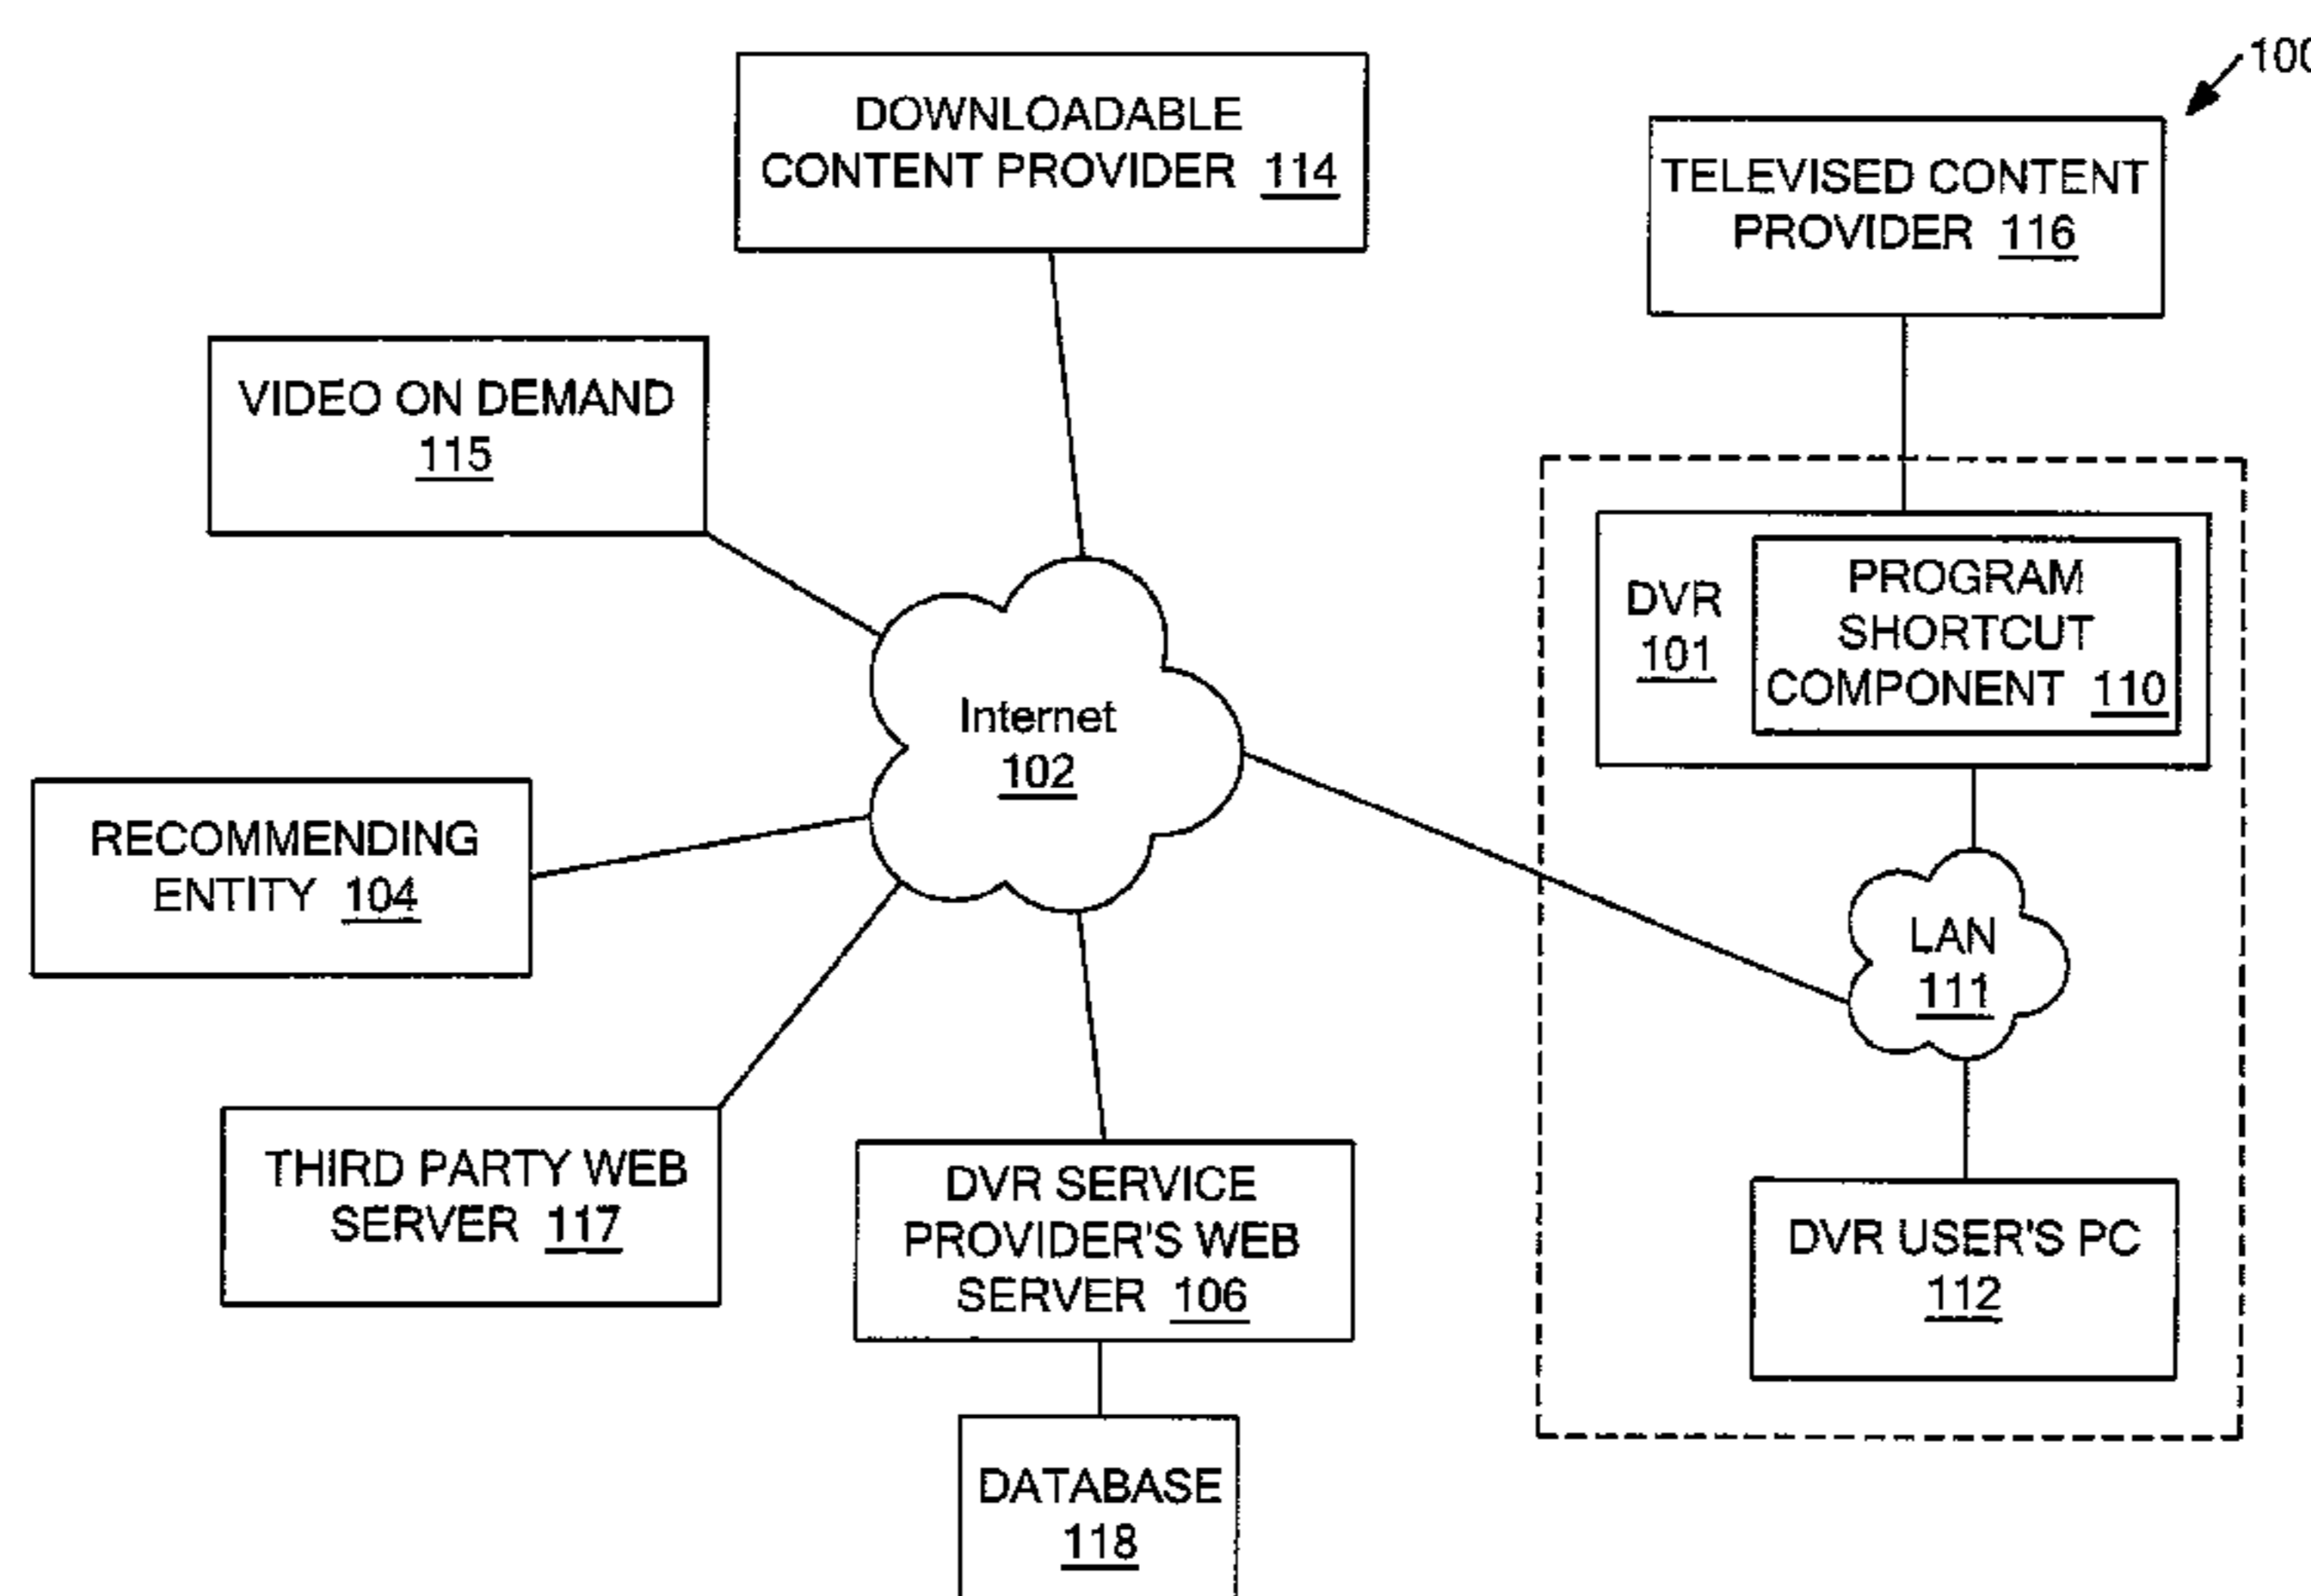 100
DOWNLOADABLE
CONTENT PROVIDER 114
TELEVISED CONTENT
PROVIDER 116
VIDEO ON DEMAND
115
DVR
101
PROGRAM
SHORTCUT
COMPONENT 110
Internet
102
RECOMMENDING
ENTITY 104
LAN
111
THIRD PARTY WEB
SERVER 117
DVR SERVICE
PROVIDER'S WEB
SERVER 106
DVR USER'S PC
112
DATABASE
118